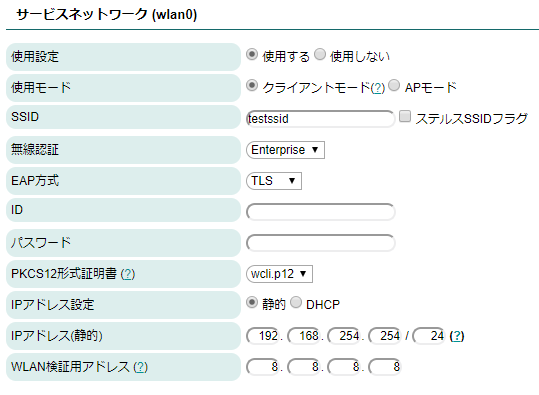 サービスネットワーク (wlan0)
使用設定 使用する 使用しない
使用モード クライアントモード(?) APモード
SSID testssid ステルスSSIDフラグ
無線認証 Enterprise
EAP方式 TLS
ID
パスワード
PKCS12形式証明書 (?) wcli.p12
IPアドレス設定 静的 DHCP
IPアドレス(静的) 192. 168. 254. 254 / 24 (?)
WLAN検証用アドレス (?) 8. 8. 8. 8